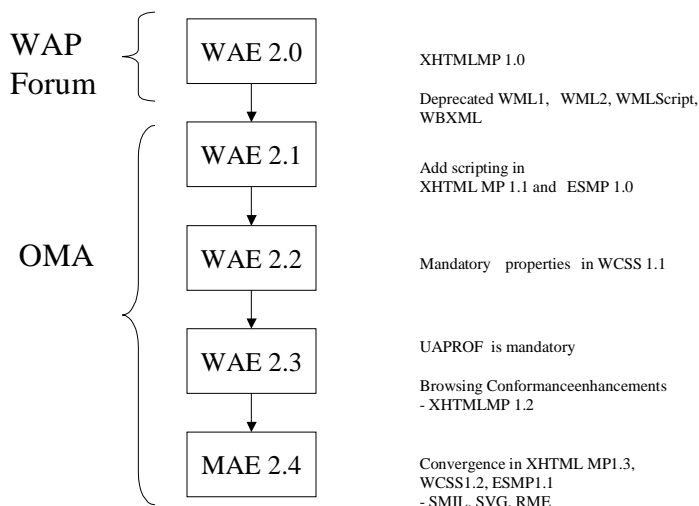 WAP
Forum
WAE 2.0
XHTMLMP 1.0
Deprecated WML1, WML2, WMLScript,
WBXML
OMA
WAE 2.1
Add scripting in
XHTML MP 1.1 and ESMP 1.0
WAE 2.2
Mandatory properties in WCSS 1.1
WAE 2.3
UAPROF is mandatory
Browsing Conformanceenhancements
- XHTMLMP 1.2
MAE 2.4
Convergence in XHTML MP1.3,
WCSS1.2, ESMP1.1
- SMIL, SVG, RME